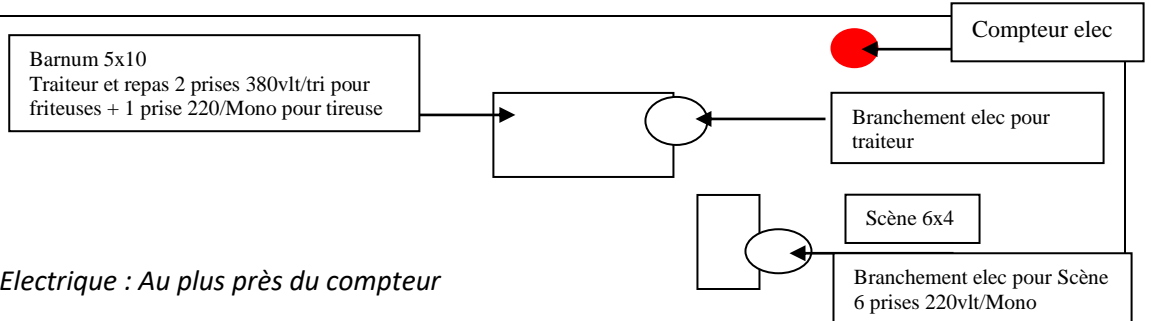 Compteur elec
Barnum 5x10
Traiteur et repas 2 prises 380vlt/tri pour
friteuses + 1 prise 220/Mono pour tireuse
Branchement elec pour
traiteur
Scène 6x4
Electrique : Au plus près du compteur
Branchement elec pour Scène
6 prises 220vlt/Mono